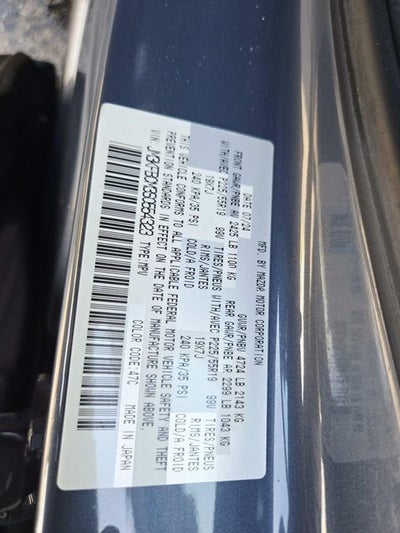 MFD. BY MAZDA MOTOR CORPORATION
DATE 07/24 GVWR/PNBV 4724 LB 2143 KG
FRONT GAWR/PNBE AV 2425 LB 1100 KG REAR GAWR/PNBE AR 2299 LB 1043 KG
WITH/AVEC P225/55R19 99V TIRES/PNEUS WITH/AVEC P225/55R19 99V TIRES/PNEUS
19X7J RIMS/JANTES 19X7J RIMS/JANTES
240 KPA/35 PSI COLD/A FROID 240 KPA/35 PSI COLD/A FROID
THIS VEHICLE CONFORMS TO ALL APPLICABLE FEDERAL MOTOR VEHICLE SAFETY AND THEFT
PREVENTION STANDARDS IN EFFECT ON THE DATE OF MANUFACTURE SHOWN ABOVE.
VIN: TYPE:MPV COLOR CODE:47C MADE IN JAPAN